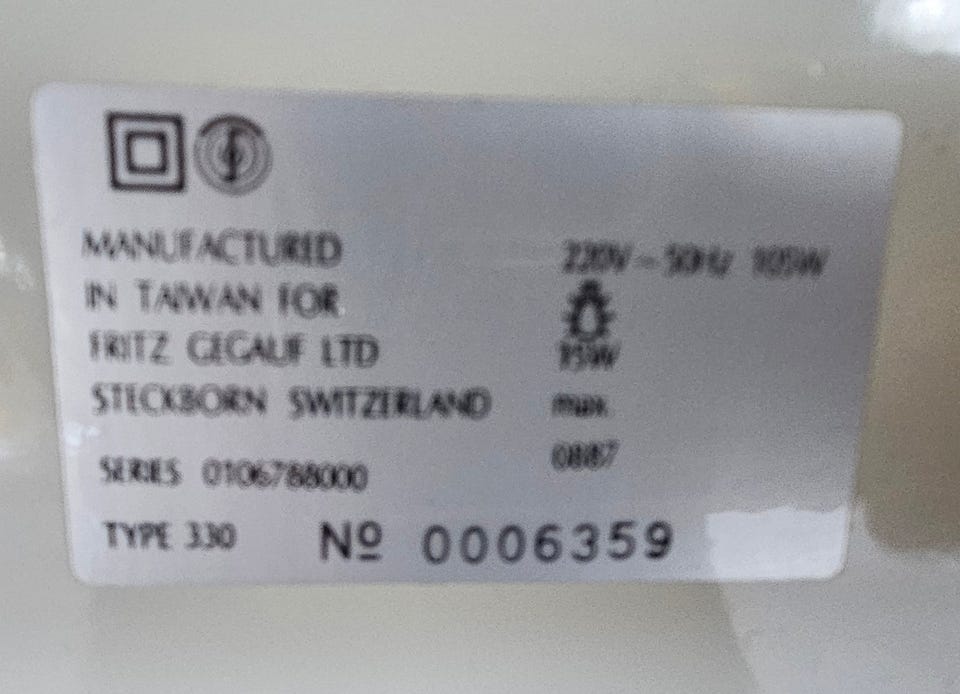 MANUFACTURED
IN TAIWAN FOR
FRITZ GEGAUF LTD
STECKBORN SWITZERLAND
SERIES 0106788000
TYPE 330 Nº 0006359
220V ~ 50Hz 105W
15W
max.
0887